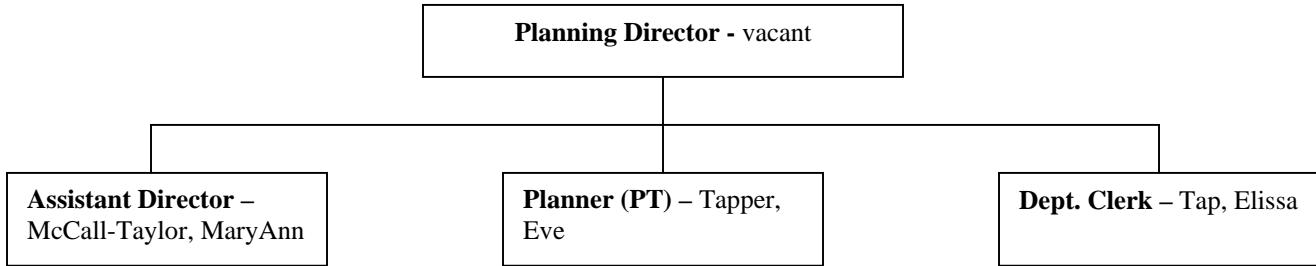 Planning Director - vacant
Assistant Director –
McCall-Taylor, MaryAnn
Planner (PT) – Tapper,
Eve
Dept. Clerk – Tap, Elissa